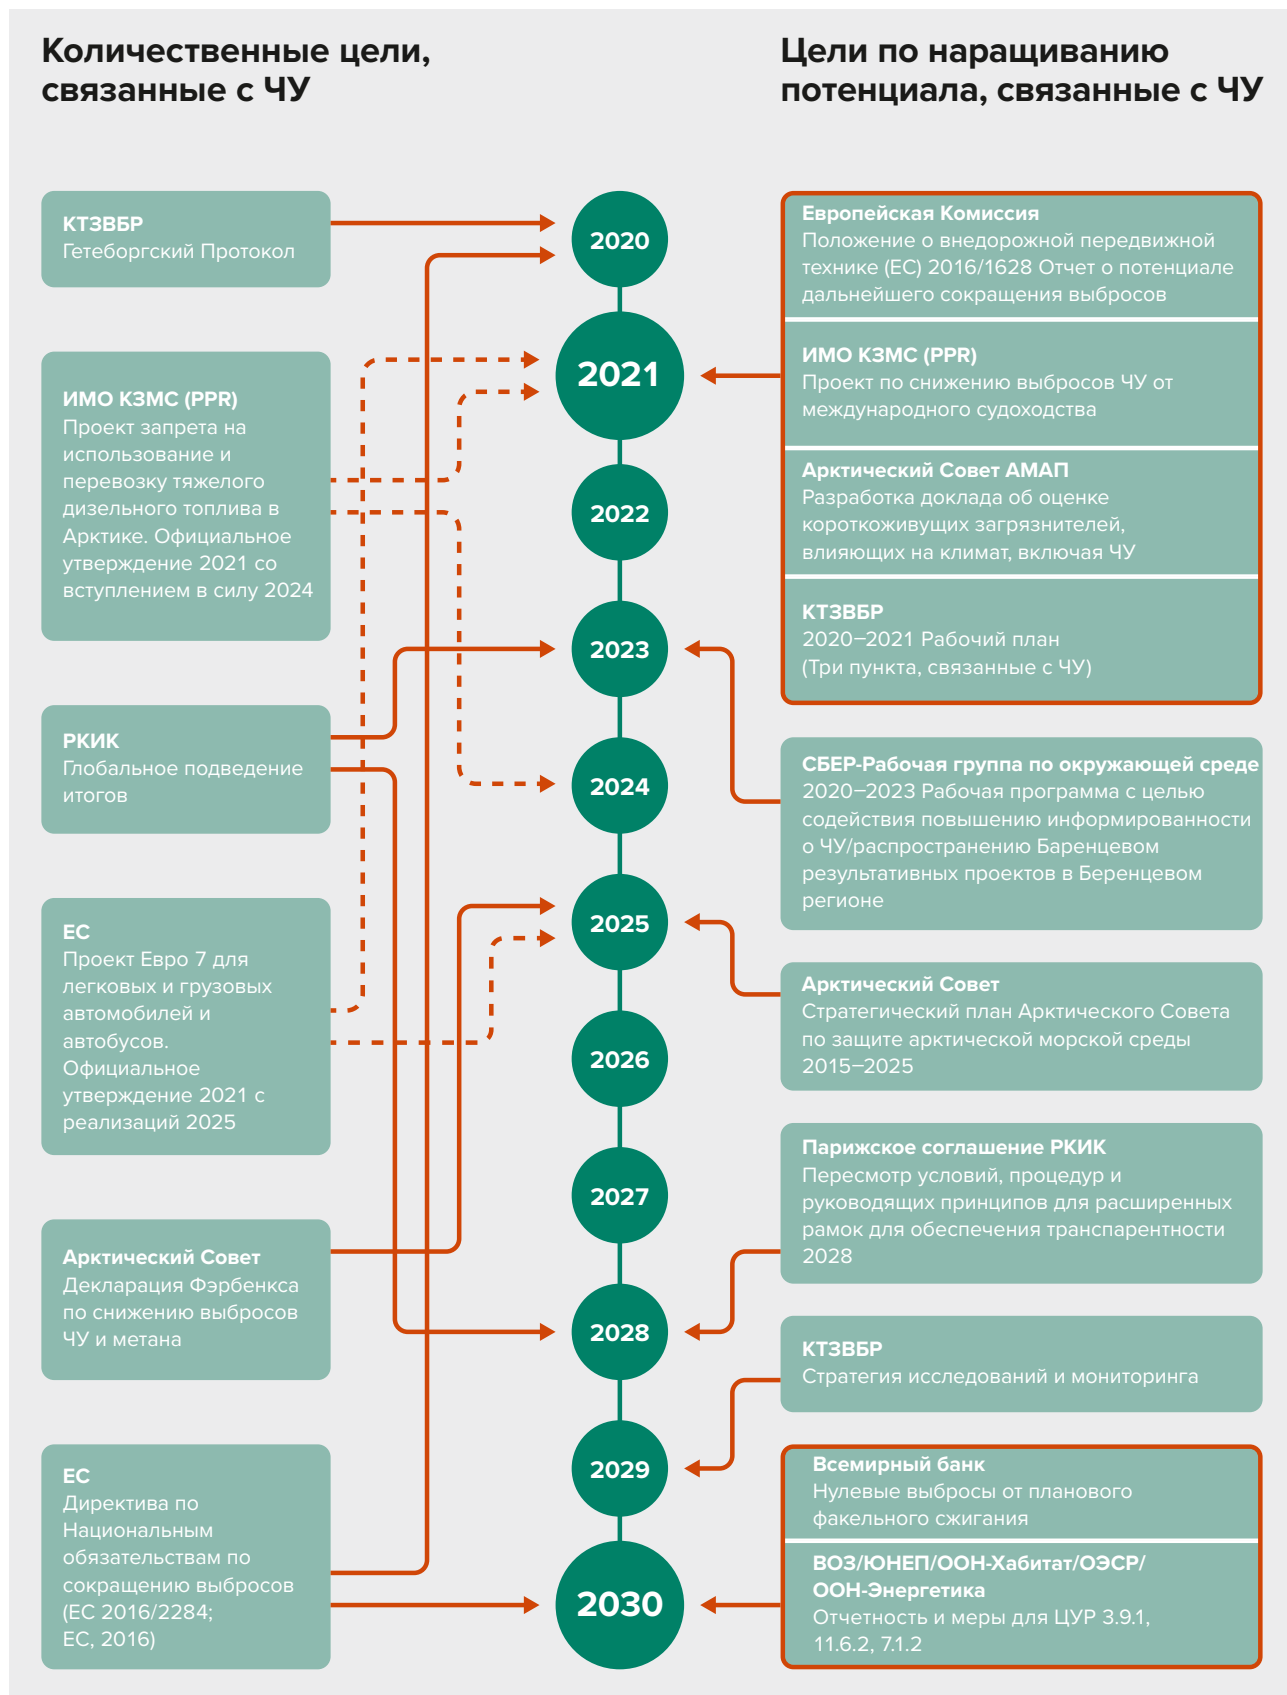 Количественные цели,
связанные с ЧУ
КТЗВБР
Гетеборгский Протокол
ИМО КЗМС (PPR)
Проект запрета на
использование и
перевозку тяжелого
дизельного топлива в
Арктике. Официальное
утверждение 2021 со
вступлением в силу 2024
РКИК
Глобальное подведение
итогов
ЕС
Проект Евро 7 для
легковых и грузовых
автомобилей и
автобусов.
Официальное
утверждение 2021 с
реализаций 2025
Арктический Совет
Декларация Фэрбенкса
по снижению выбросов
ЧУ и метана
ЕС
Директива по
Национальным
обязательствам по
сокращению выбросов
(ЕС 2016/2284;
ЕС, 2016)
2020
2021
2022
2023
2024
2025
2026
2027
2028
2029
2030
Цели по наращиванию
потенциала, связанные с ЧУ
Европейская Комиссия
Положение о внедорожной передвижной
технике (ЕС) 2016/1628 Отчет о потенциале
дальнейшего сокращения выбросов
ИМО КЗМС (PPR)
Проект по снижению выбросов ЧУ от
международного судоходства
Арктический Совет АМАП
Разработка доклада об оценке
короткоживущих загрязнителей,
влияющих на климат, включая ЧУ
КТЗВБР
2020–2021 Рабочий план
(Три пункта, связанные с ЧУ)
СБЕР-Рабочая группа по окружающей среде
2020–2023 Рабочая программа с целью
содействия повышению информированности
о ЧУ/распространению Баренцевом
результативных проектов в Беренцевом
регионе
Арктический Совет
Стратегический план Арктического Совета
по защите арктической морской среды
2015–2025
Парижское соглашение РКИК
Пересмотр условий, процедур и
руководящих принципов для расширенных
рамок для обеспечения транспарентности
2028
КТЗВБР
Стратегия исследований и мониторинга
Всемирный банк
Нулевые выбросы от планового
факельного сжигания
ВОЗ/ЮНЕП/ООН-Хабитат/ОЭСР/
ООН-Энергетика
Отчетность и меры для ЦУР 3.9.1,
11.6.2, 7.1.2